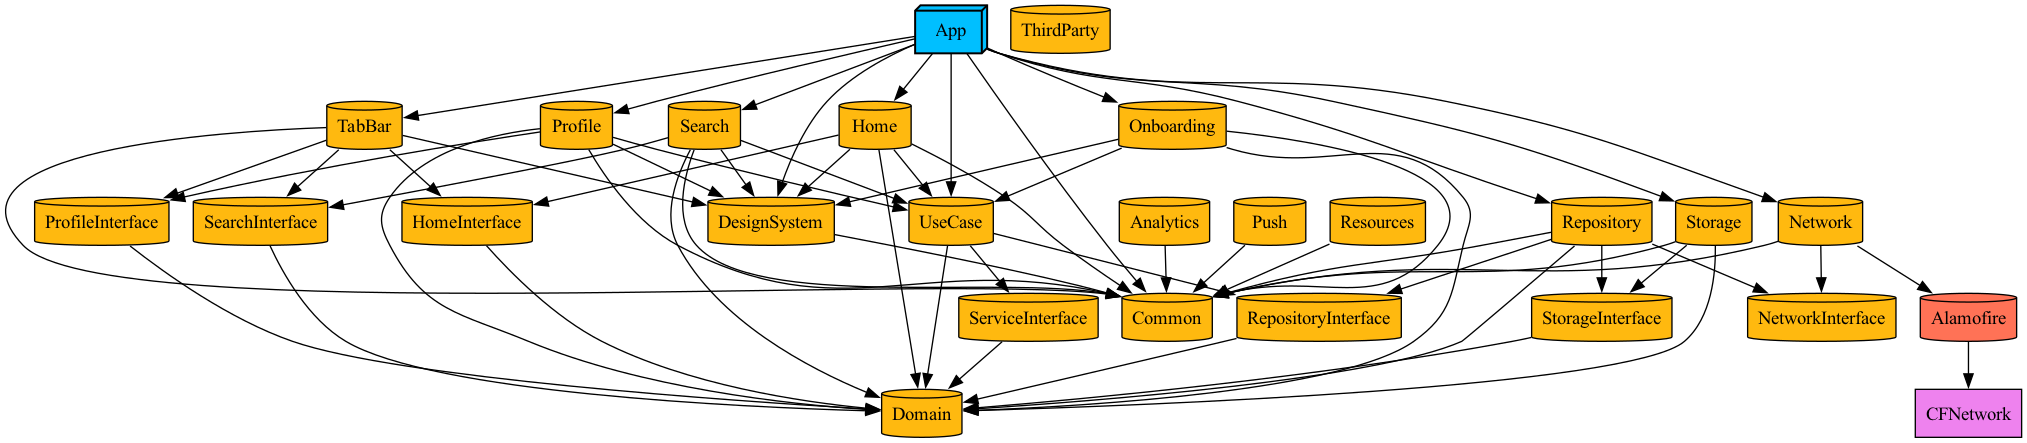 App
ThirdParty
TabBar
Profile
Search
Home
Onboarding
ProfileInterface
SearchInterface
HomeInterface
DesignSystem
UseCase
Analytics
Push
Resources
Repository
Storage
Network
ServiceInterface
Common
RepositoryInterface
StorageInterface
NetworkInterface
Alamofire
Domain
CFNetwork